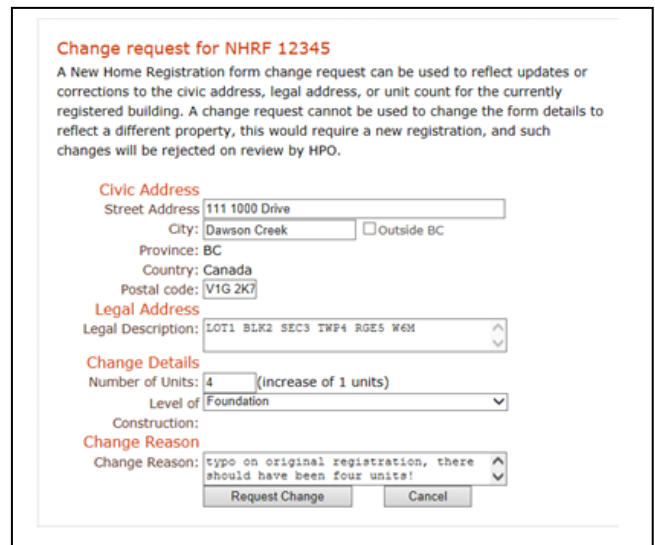 Change request for NHRF 12345
A New Home Registration form change request can be used to reflect updates or
corrections to the civic address, legal address, or unit count for the currently
registered building. A change request cannot be used to change the form details to
reflect a different property, this would require a new registration, and such
changes will be rejected on review by HPO.
Civic Address
Street Address 111 1000 Drive
City: Dawson Creek Outside BC
Province: BC
Country: Canada
Postal code: V1G 2K7
Legal Address
Legal Description: LOT1 BLK2 SEC3 TWP4 RGE5 W6M
Change Details
Number of Units: 4 (increase of 1 units)
Level of Foundation
Construction:
Change Reason
Change Reason: typo on original registration, there
should have been four units!
Request Change Cancel